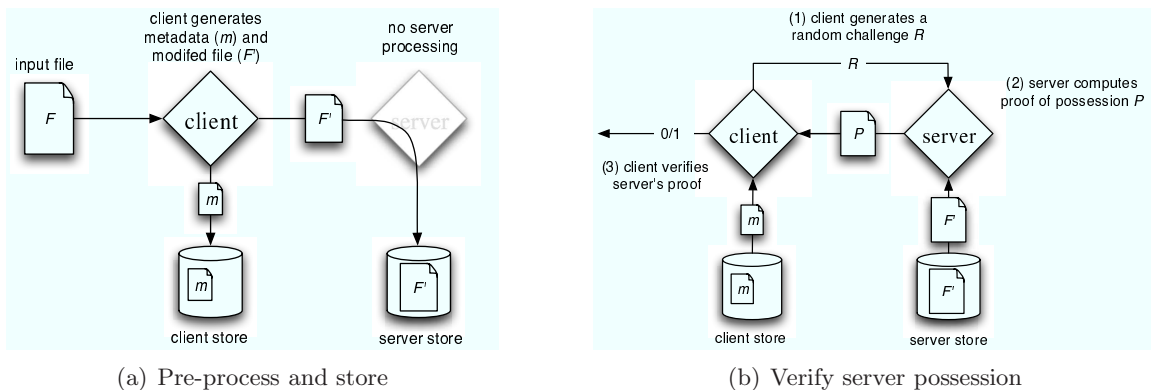 client generates
metadata (m) and
modifed file (F')
no server
processing
input file
F
client
F'
server
m
m
F'
client store
server store
(a) Pre-process and store
(1) client generates a
random challenge R
R
(2) server computes
proof of possession P
0/1
client
P
server
(3) client verifies
server's proof
m
F'
m
F'
client store
server store
(b) Verify server possession